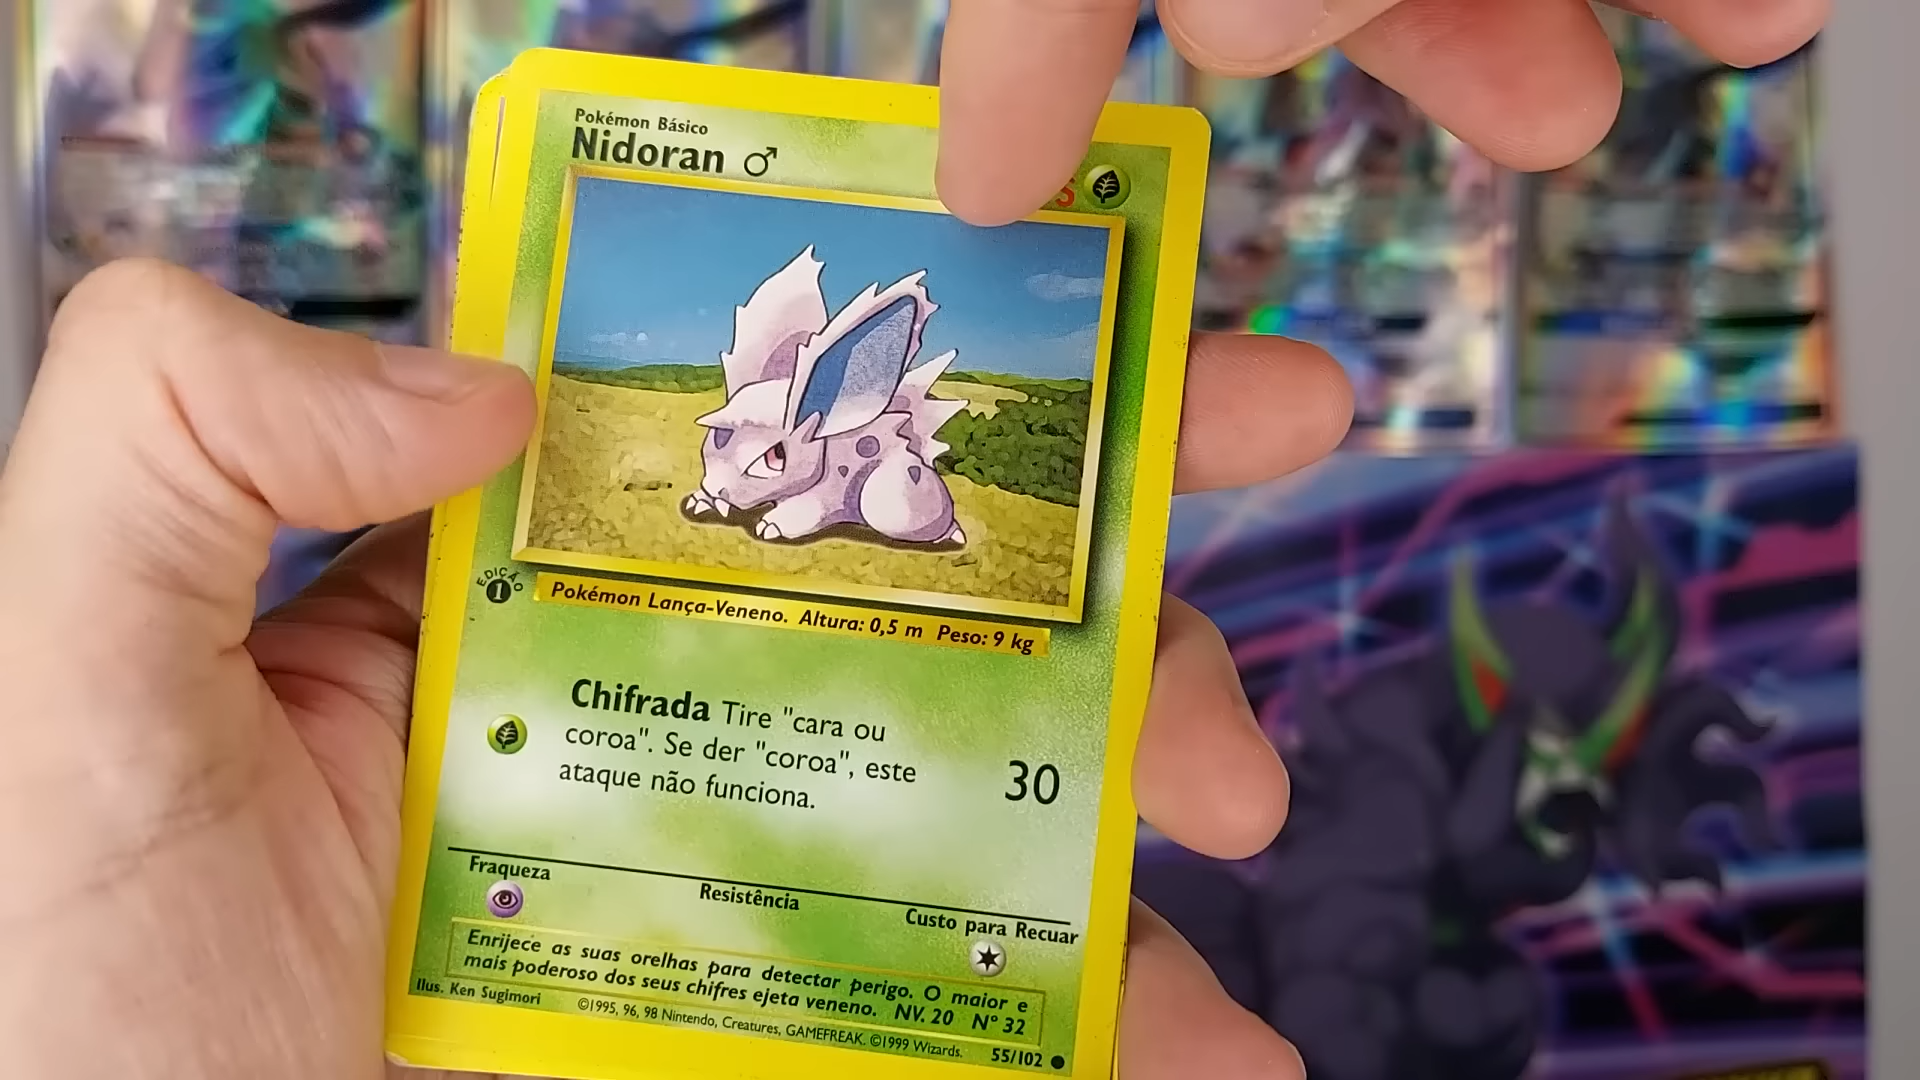 Pokémon Básico
Nidoran ♂
EDIÇÃO 1
Pokémon Lança-Veneno. Altura: 0,5 m Peso: 9 kg
Chifrada Tire "cara ou
coroa". Se der "coroa", este
ataque não funciona.
30
Fraqueza
Resistência
Custo para Recuar
Enrijece as suas orelhas para detectar perigo. O maior e
mais poderoso dos seus chifres ejeta veneno. NV. 20 Nº 32
Ilus. Ken Sugimori
©1995, 96, 98 Nintendo, Creatures, GAMEFREAK. ©1999 Wizards.
55/102